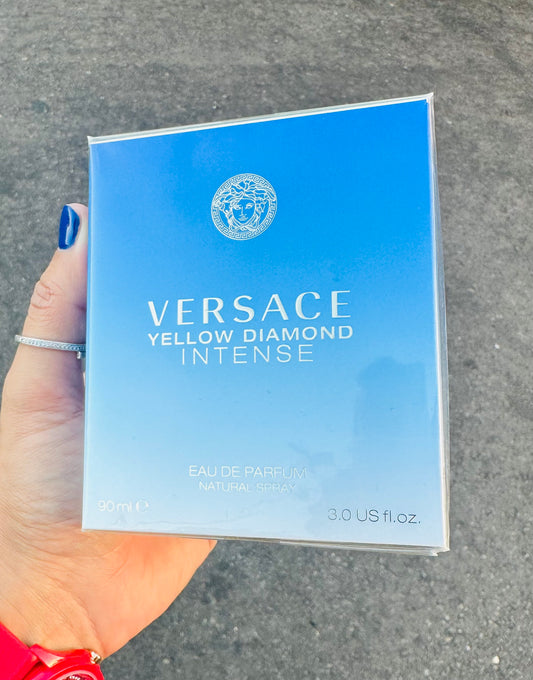 VERSACE
YELLOW DIAMOND
INTENSE
EAU DE PARFUM
NATURAL SPRAY
90 ml ℮
3.0 US fl.oz.